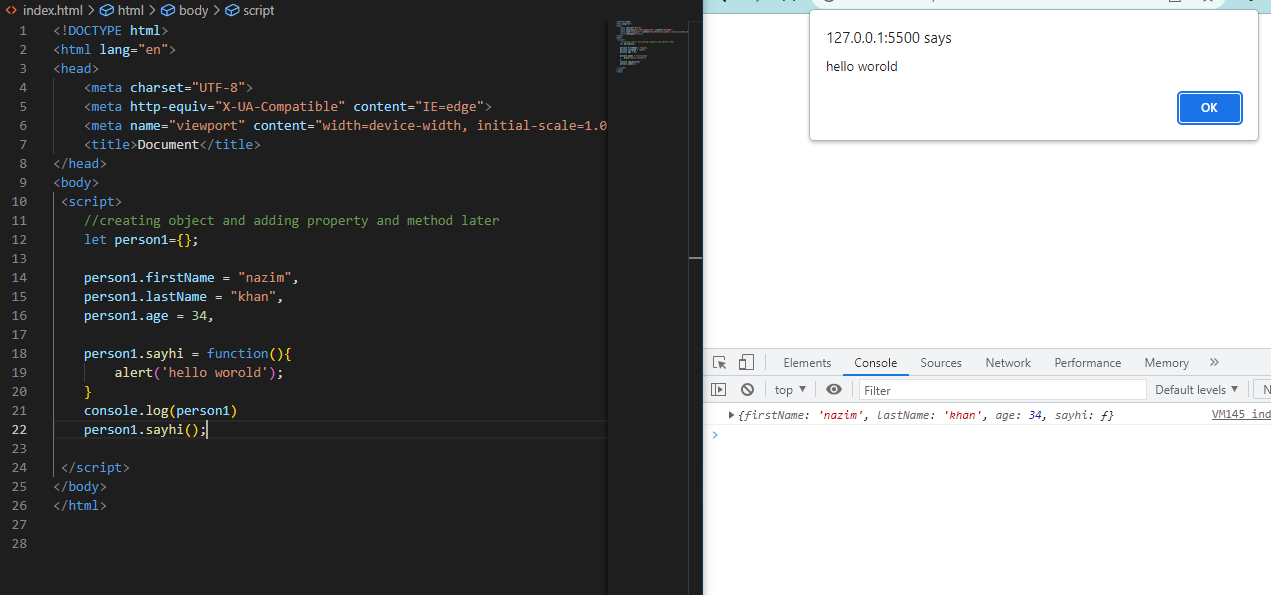 index.html > html > body > script
1 <!DOCTYPE html>
2 <html lang="en">
3 <head>
4 <meta charset="UTF-8">
5 <meta http-equiv="X-UA-Compatible" content="IE=edge">
6 <meta name="viewport" content="width=device-width, initial-scale=1.0
7 <title>Document</title>
8 </head>
9 <body>
10 <script>
11 //creating object and adding property and method later
12 let person1={};
13
14 person1.firstName = "nazim",
15 person1.lastName = "khan",
16 person1.age = 34,
17
18 person1.sayhi = function(){
19 alert('hello worold');
20 }
21 console.log(person1)
22 person1.sayhi();
23
24 </script>
25 </body>
26 </html>
27
28
127.0.0.1:5500 says
hello worold
OK
Elements Console Sources Network Performance Memory »
top ▼ Filter Default levels ▼ N
▶ {firstName: 'nazim', lastName: 'khan', age: 34, sayhi: ƒ} VM145 ind
>